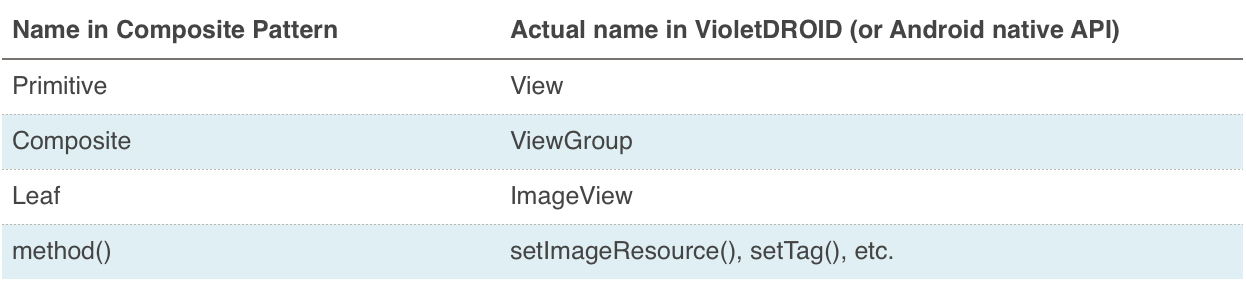 Name in Composite Pattern Actual name in VioletDROID (or Android native API)
Primitive View
Composite ViewGroup
Leaf ImageView
method() setImageResource(), setTag(), etc.